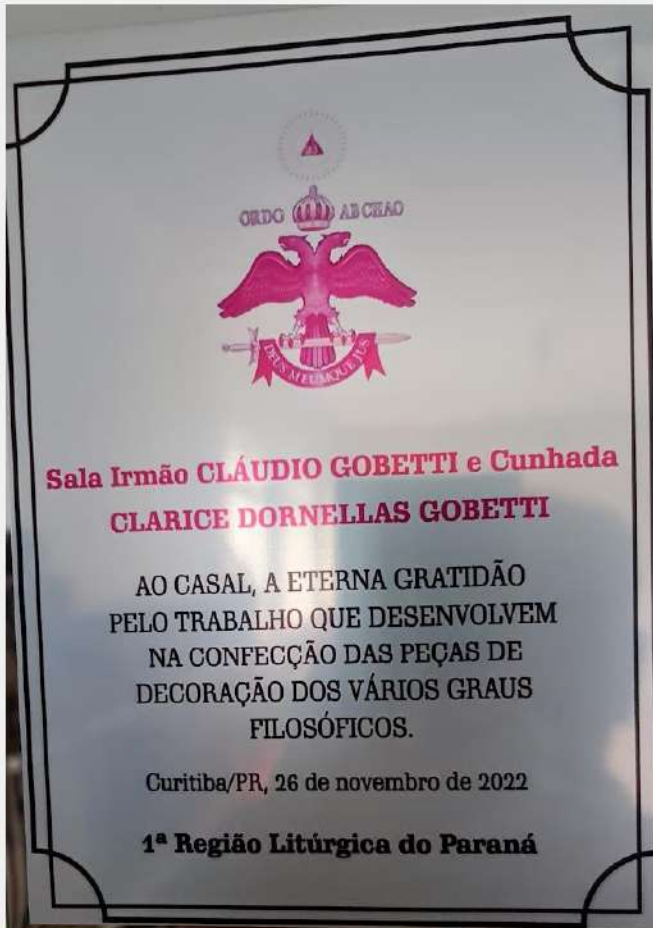 ORDO AB CHAO
DEUS MEUMQUE JUS
Sala Irmão CLÁUDIO GOBETTI e Cunhada
CLARICE DORNELLAS GOBETTI
AO CASAL, A ETERNA GRATIDÃO
PELO TRABALHO QUE DESENVOLVEM
NA CONFECÇÃO DAS PEÇAS DE
DECORAÇÃO DOS VÁRIOS GRAUS
FILOSÓFICOS.
Curitiba/PR, 26 de novembro de 2022
1ª Região Litúrgica do Paraná